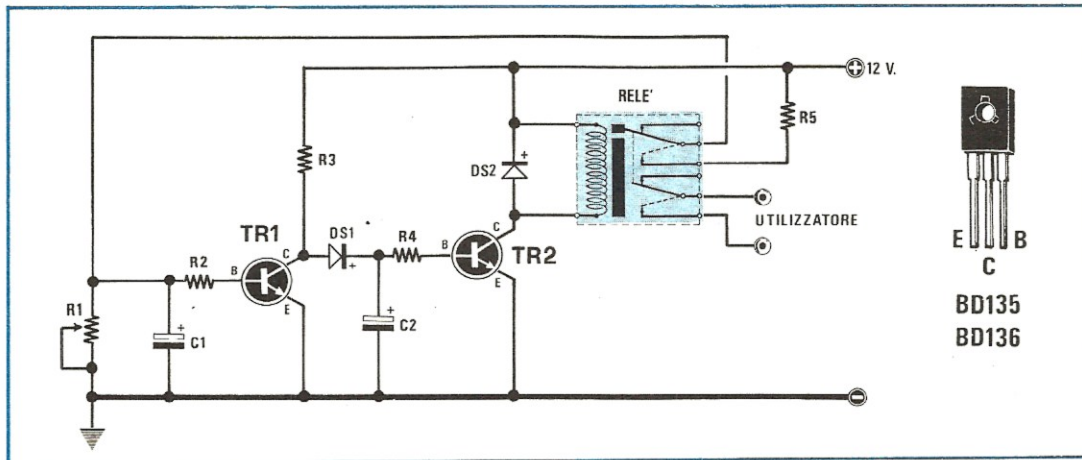 12 V.
RELE'
R5
R3
DS2
UTILIZZATORE
TR1
DS1
R4
TR2
C
B
E
C
B
E
R2
R1
C1
C2
E
B
C
BD135
BD136